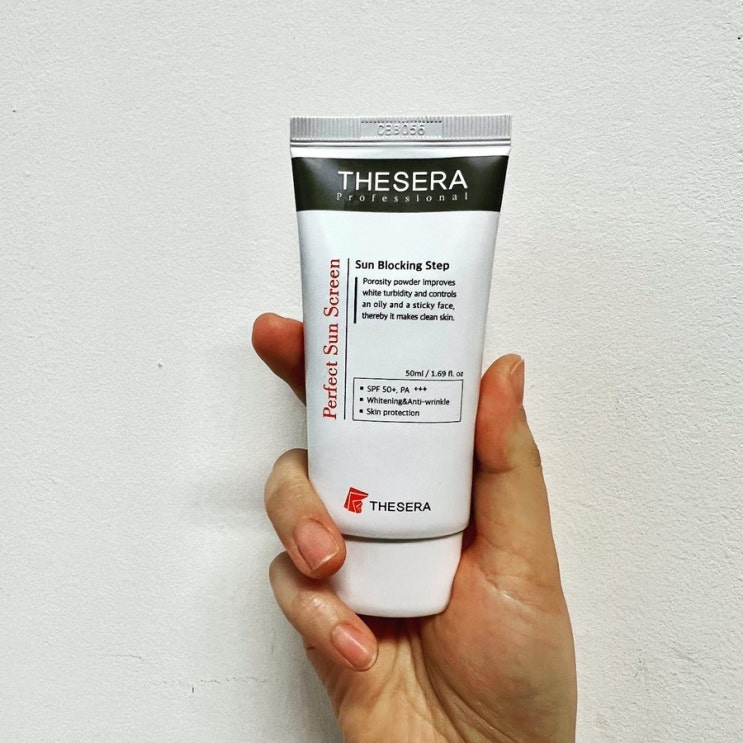 CB3056
THESERA
Professional
Perfect Sun Screen
Sun Blocking Step
Porosity powder improves
white turbidity and controls
an oily and a sticky face,
thereby it makes clean skin.
50ml / 1.69 fl. oz
▪ SPF 50+, PA +++
▪ Whitening&Anti-wrinkle
▪ Skin protection
THESERA